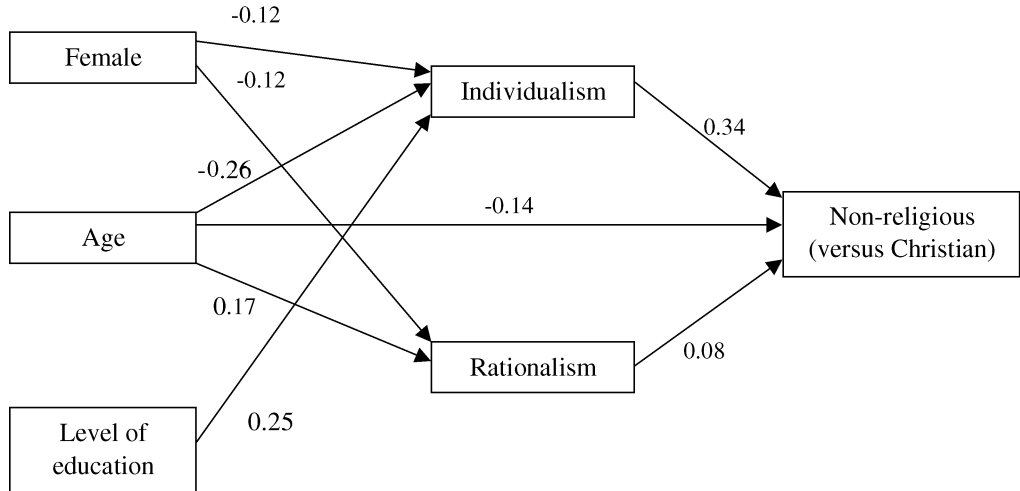 -0.12
Female
-0.12
Individualism
0.34
-0.26
-0.14
Non-religious
(versus Christian)
Age
0.17
Rationalism
0.08
0.25
Level of
education